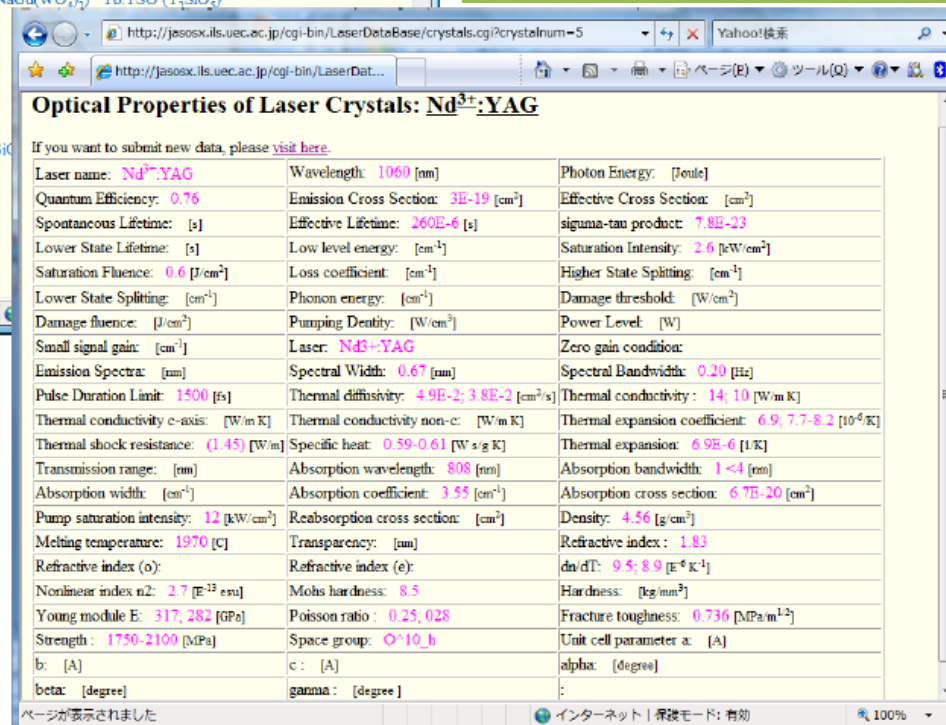 NaGd(WO₄)₂ Yb:YSO (Y₂SiO₅)
http://jasosx.ils.uec.ac.jp/cgi-bin/LaserDataBase/crystals.cgi?crystalnum=5 Yahoo!検索
http://jasosx.ils.uec.ac.jp/cgi-bin/LaserDat... ページ(P) ツール(O)
Optical Properties of Laser Crystals: Nd³⁺:YAG
If you want to submit new data, please visit here.
Laser name: Nd³⁺:YAG Wavelength: 1060 [nm] Photon Energy: [Joule]
Quantum Efficiency: 0.76 Emission Cross Section: 3E-19 [cm²] Effective Cross Section: [cm²]
Spontaneous Lifetime: [s] Effective Lifetime: 260E-6 [s] siguma-tau product: 7.8E-23
Lower State Lifetime: [s] Low level energy: [cm⁻¹] Saturation Intensity: 2.6 [kW/cm²]
Saturation Fluence: 0.6 [J/cm²] Loss coefficient: [cm⁻¹] Higher State Splitting: [cm⁻¹]
Lower State Splitting: [cm⁻¹] Phonon energy: [cm⁻¹] Damage threshold: [W/cm²]
Damage fluence: [J/cm²] Pumping Dentity: [W/cm³] Power Level: [W]
Small signal gain: [cm⁻¹] Laser: Nd3+:YAG Zero gain condition:
Emission Spectra: [nm] Spectral Width: 0.67 [nm] Spectral Bandwidth: 0.20 [Hz]
Pulse Duration Limit: 1500 [fs] Thermal diffusivity: 4.9E-2; 3.8E-2 [cm²/s] Thermal conductivity : 14; 10 [W/m K]
Thermal conductivity c-axis: [W/m K] Thermal conductivity non-c: [W/m K] Thermal expansion coefficient: 6.9; 7.7-8.2 [10⁻⁶/K]
Thermal shock resistance: (1.45) [W/m] Specific heat: 0.59-0.61 [W s/g K] Thermal expansion: 6.9E-6 [1/K]
Transmission range: [nm] Absorption wavelength: 808 [nm] Absorption bandwidth: 1 <4 [nm]
Absorption width: [cm⁻¹] Absorption coefficient: 3.55 [cm⁻¹] Absorption cross section: 6.7E-20 [cm²]
Pump saturation intensity: 12 [kW/cm²] Reabsorption cross section: [cm²] Density: 4.56 [g/cm³]
Melting temperature: 1970 [C] Transparency: [nm] Refractive index : 1.83
Refractive index (o): Refractive index (e): dn/dT: 9.5; 8.9 [E⁻⁶ K⁻¹]
Nonlinear index n2: 2.7 [E⁻¹³ esu] Mohs hardness: 8.5 Hardness: [kg/mm³]
Young module E: 317; 282 [GPa] Poisson ratio : 0.25; 028 Fracture toughness: 0.736 [MPa/m¹ᐟ²]
Strength : 1750-2100 [MPa] Space group: O^10_h Unit cell parameter a: [A]
b: [A] c : [A] alpha: [degree]
beta: [degree] ganma : [degree ] :
ページが表示されました インターネット | 保護モード: 有効 100%